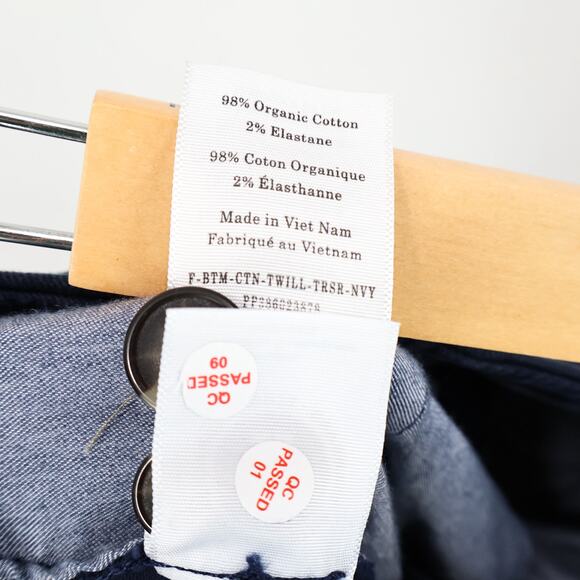 98% Organic Cotton
2% Elastane
98% Coton Organique
2% Élasthanne
Made in Viet Nam
Fabriqué au Vietnam
F-BTM-CTN-TWILL-TRSR-NVY
QC
PASSED
09
QC
PASSED
01